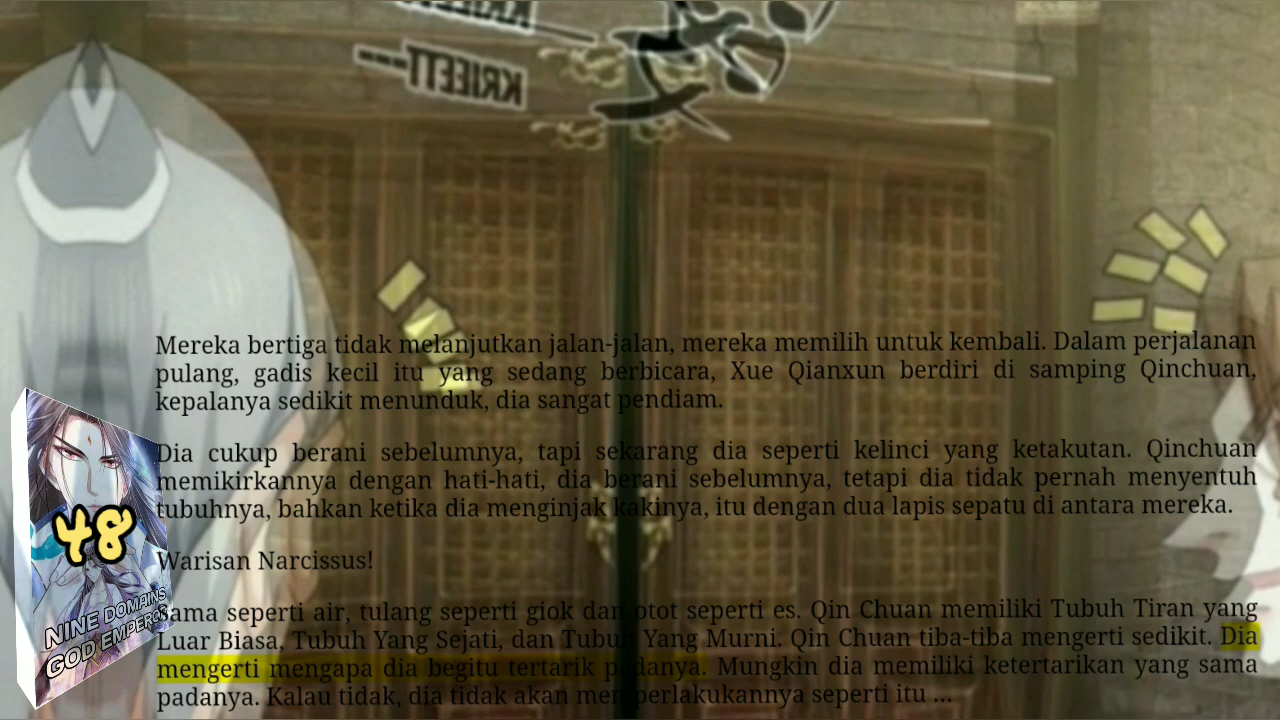 KRIEETT---
Mereka bertiga tidak melanjutkan jalan-jalan, mereka memilih untuk kembali. Dalam perjalanan
pulang, gadis kecil itu yang sedang berbicara, Xue Qianxun berdiri di samping Qinchuan,
kepalanya sedikit menunduk, dia sangat pendiam.
Dia cukup berani sebelumnya, tapi sekarang dia seperti kelinci yang ketakutan. Qinchuan
memikirkannya dengan hati-hati, dia berani sebelumnya, tetapi dia tidak pernah menyentuh
tubuhnya, bahkan ketika dia menginjak kakinya, itu dengan dua lapis sepatu di antara mereka.
Warisan Narcissus!
Sama seperti air, tulang seperti giok dan otot seperti es. Qin Chuan memiliki Tubuh Tiran yang
Luar Biasa, Tubuh Yang Sejati, dan Tubuh Yang Murni. Qin Chuan tiba-tiba mengerti sedikit. Dia
mengerti mengapa dia begitu tertarik padanya. Mungkin dia memiliki ketertarikan yang sama
padanya. Kalau tidak, dia tidak akan memperlakukannya seperti itu ...
48
NINE DOMAINS
GOD EMPEROR